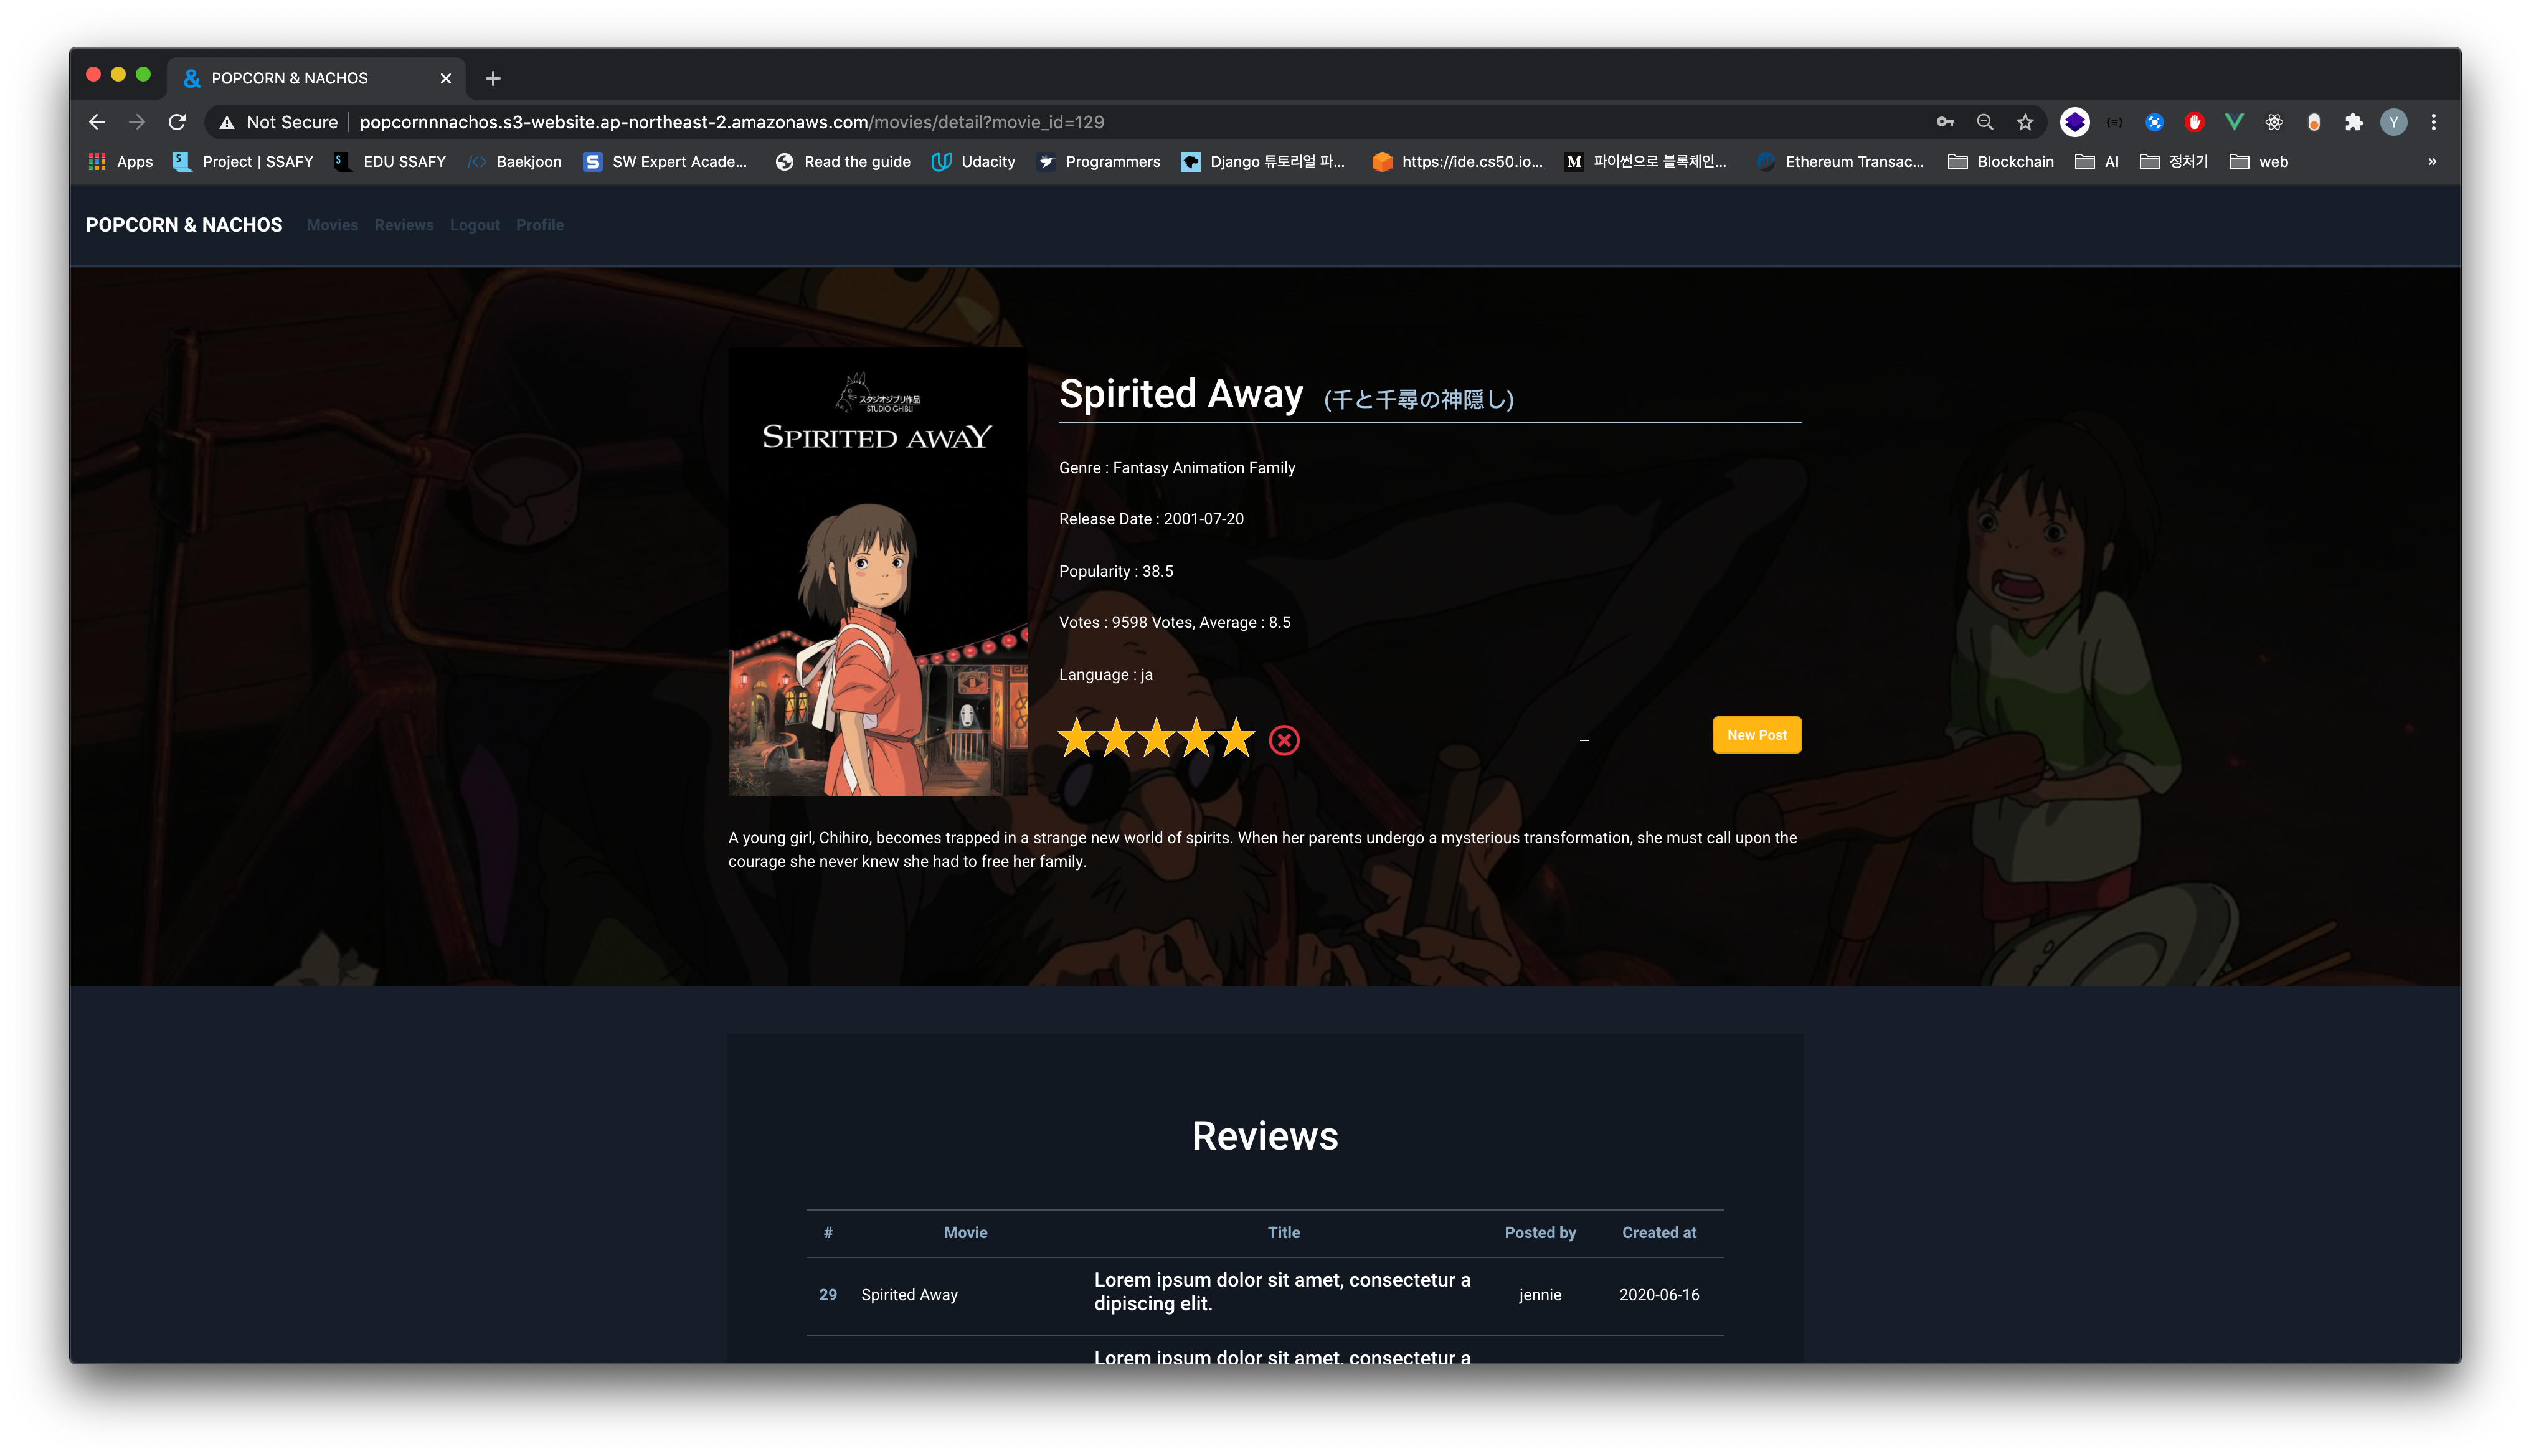 POPCORN & NACHOS
Not Secure popcornnnachos.s3-website.ap-northeast-2.amazonaws.com/movies/detail?movie_id=129
Y
Apps Project | SSAFY EDU SSAFY Baekjoon SW Expert Acade... Read the guide Udacity Programmers Django 튜토리얼 파... https://ide.cs50.io... 파이썬으로 블록체인... Ethereum Transac... Blockchain AI 정처기 web »
POPCORN & NACHOS Movies Reviews Logout Profile
スタジオジブリ作品
STUDIO GHIBLI
SPIRITED AWAY
Spirited Away (千と千尋の神隠し)
Genre : Fantasy Animation Family
Release Date : 2001-07-20
Popularity : 38.5
Votes : 9598 Votes, Average : 8.5
Language : ja
New Post
A young girl, Chihiro, becomes trapped in a strange new world of spirits. When her parents undergo a mysterious transformation, she must call upon the
courage she never knew she had to free her family.
Reviews
# Movie Title Posted by Created at
29 Spirited Away Lorem ipsum dolor sit amet, consectetur a jennie 2020-06-16
dipiscing elit.
Lorem ipsum dolor sit amet, consectetur a